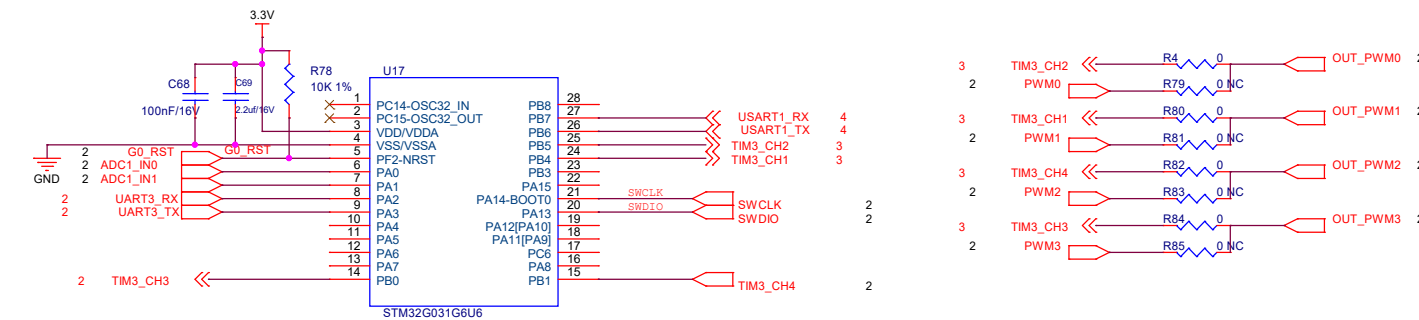 3.3V
C68
100nF/16V
C69
2.2uf/16V
R78
10K 1%
U17
1 PC14-OSC32_IN PB8 28
2 PC15-OSC32_OUT PB7 27 USART1_RX 4
3 VDD/VDDA PB6 26 USART1_TX 4
4 VSS/VSSA PB5 25 TIM3_CH2 3
2 G0_RST G0_RST 5 PF2-NRST PB4 24 TIM3_CH1 3
GND
2 ADC1_IN0 6 PA0 PB3 23
2 ADC1_IN1 7 PA1 PA15 22
2 UART3_RX 8 PA2 PA14-BOOT0 21 SWCLK SWCLK 2
2 UART3_TX 9 PA3 PA13 20 SWDIO SWDIO 2
10 PA4 PA12[PA10] 19
11 PA5 PA11[PA9] 18
12 PA6 PC6 17
13 PA7 PA8 16
2 TIM3_CH3 14 PB0 PB1 15 TIM3_CH4 2
STM32G031G6U6
3 TIM3_CH2 R4 0 OUT_PWM0 2
2 PWM0 R79 0 NC
3 TIM3_CH1 R80 0 OUT_PWM1
2 PWM1 R81 0 NC
3 TIM3_CH4 R82 0 OUT_PWM2 2
2 PWM2 R83 0 NC
3 TIM3_CH3 R84 0 OUT_PWM3 2
2 PWM3 R85 0 NC